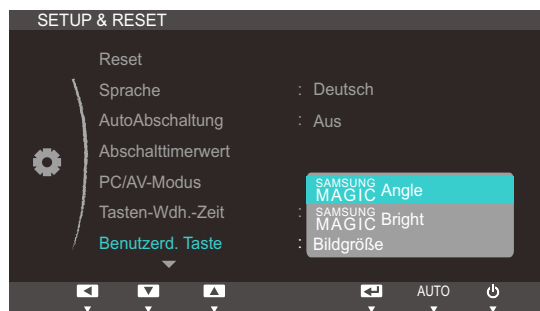 SETUP & RESET
Reset
Sprache : Deutsch
AutoAbschaltung : Aus
Abschalttimerwert
PC/AV-Modus
SAMSUNG MAGIC Angle
Tasten-Wdh.-Zeit :
SAMSUNG MAGIC Bright
Benutzerd. Taste : Bildgröße
AUTO